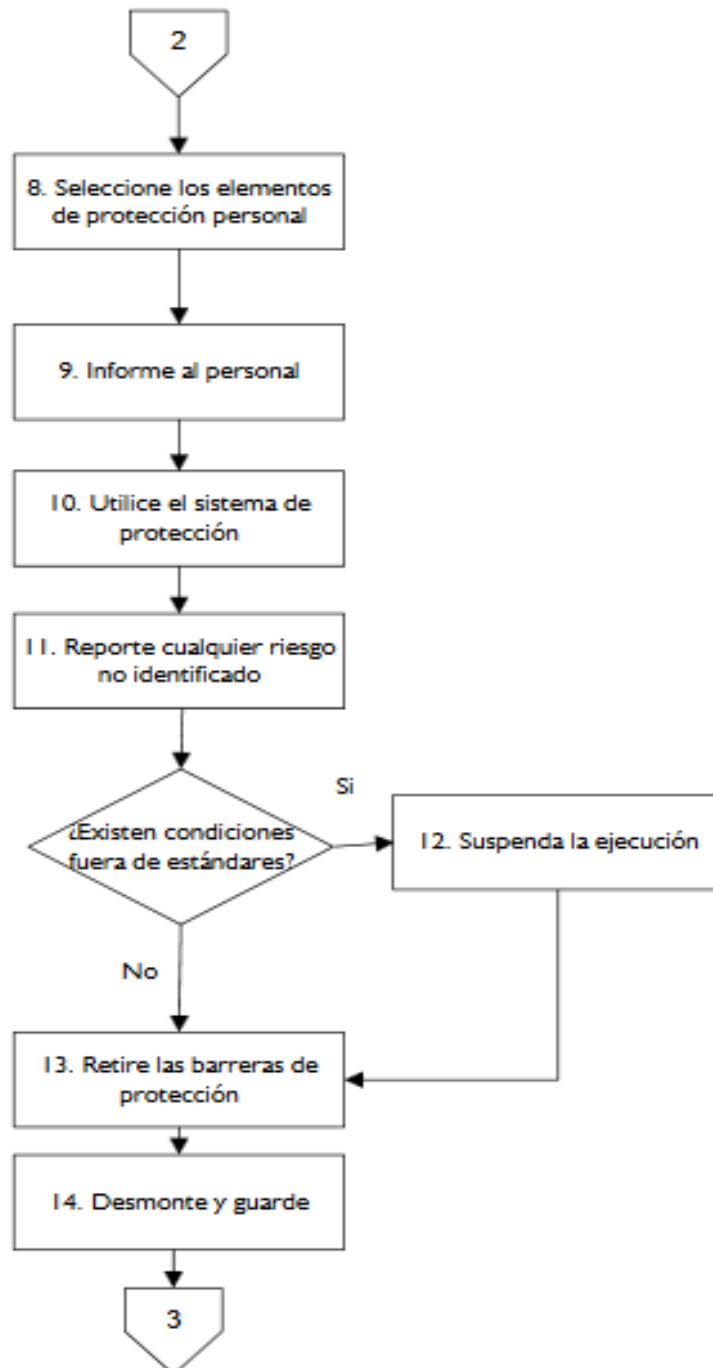 2
8. Seleccione los elementos
de protección personal
9. Informe al personal
10. Utilice el sistema de
protección
11. Reporte cualquier riesgo
no identificado
¿Existen condiciones
fuera de estándares?
Si
12. Suspenda la ejecución
No
13. Retire las barreras de
protección
14. Desmonte y guarde
3